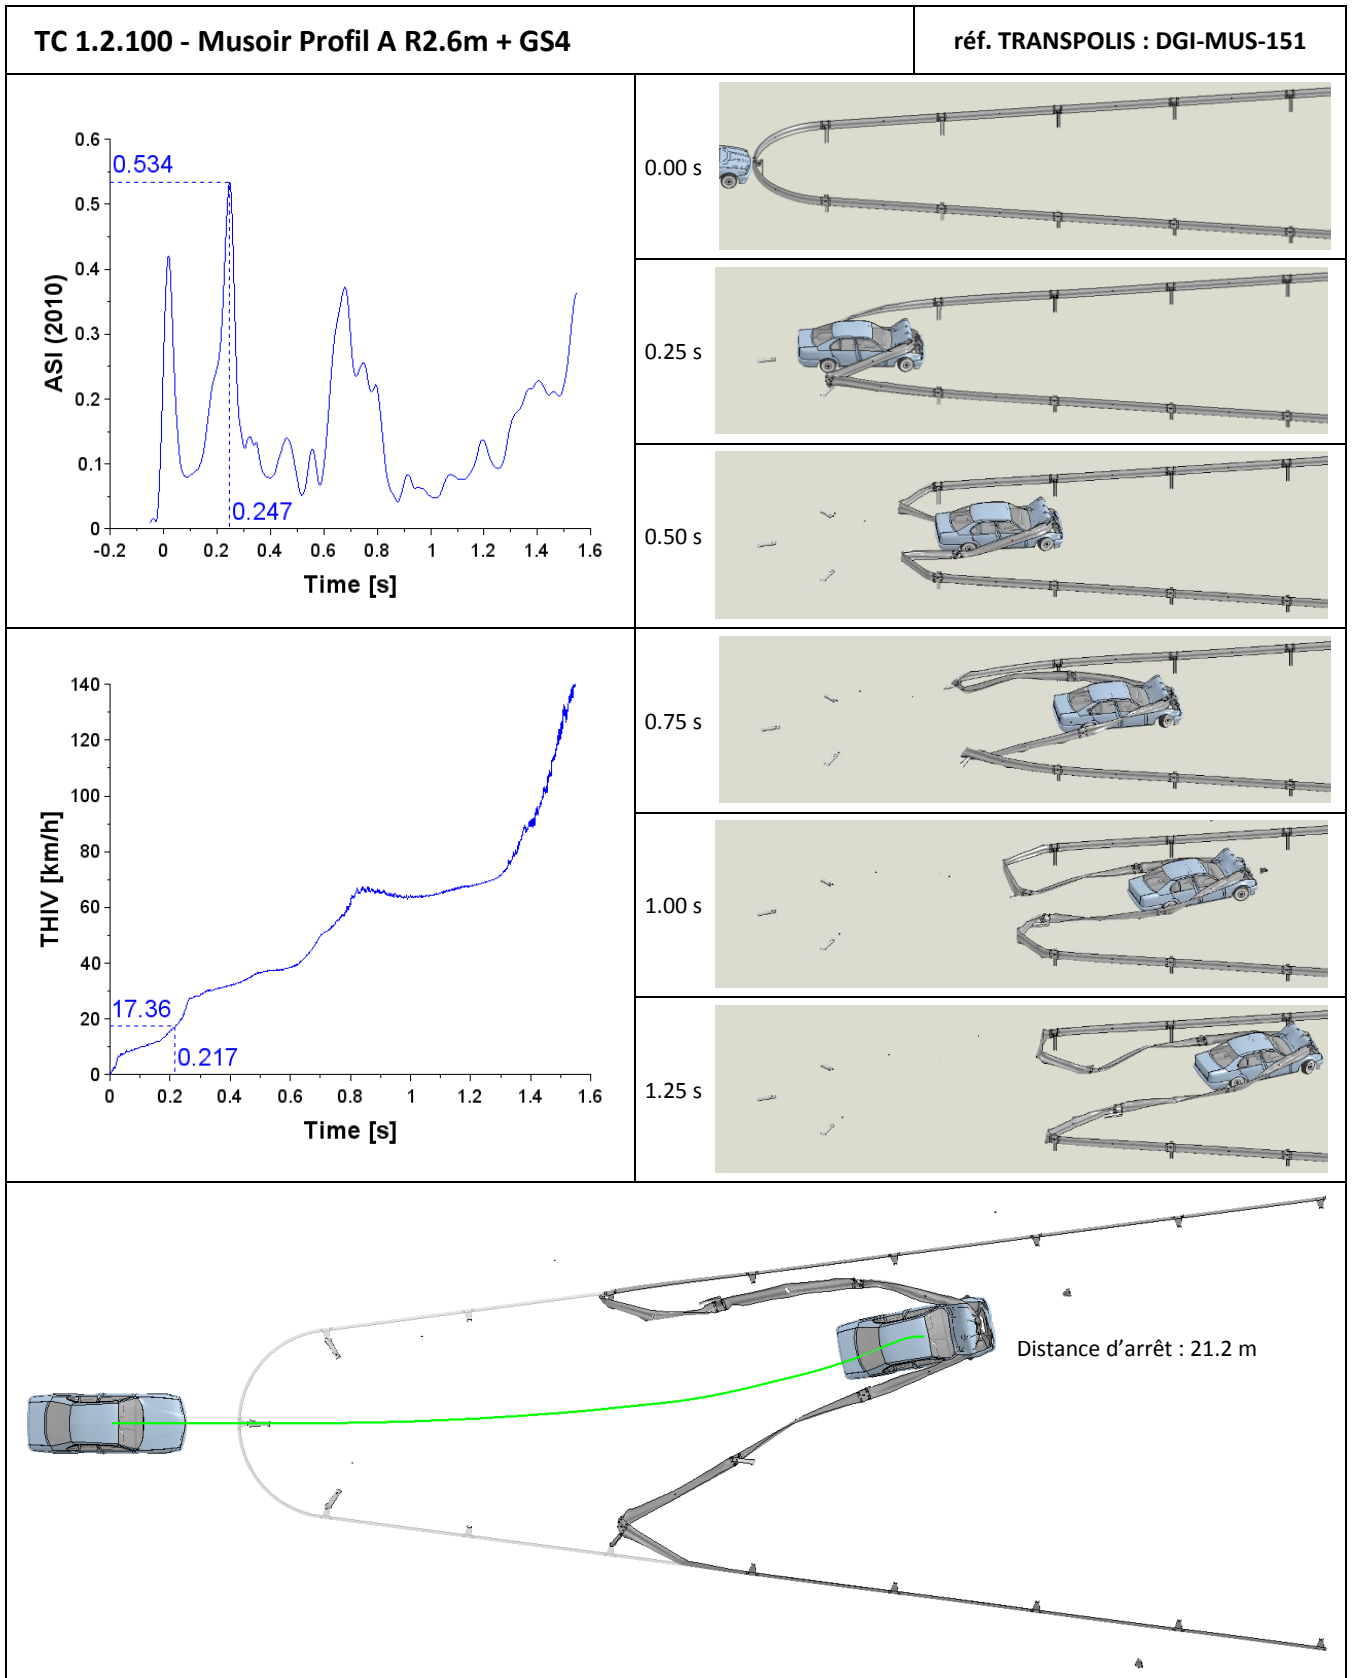 TC 1.2.100 - Musoir Profil A R2.6m + GS4
réf. TRANSPOLIS : DGI-MUS-151
0.6
0.534
0.5
0.4
0.3
0.2
0.1
0
0.247
-0.2 0 0.2 0.4 0.6 0.8 1 1.2 1.4 1.6
ASI (2010)
Time [s]
0.00 s
0.25 s
0.50 s
140
120
100
80
60
40
20
0
17.36
0.217
0 0.2 0.4 0.6 0.8 1 1.2 1.4 1.6
THIV [km/h]
Time [s]
0.75 s
1.00 s
1.25 s
Distance d'arrêt : 21.2 m